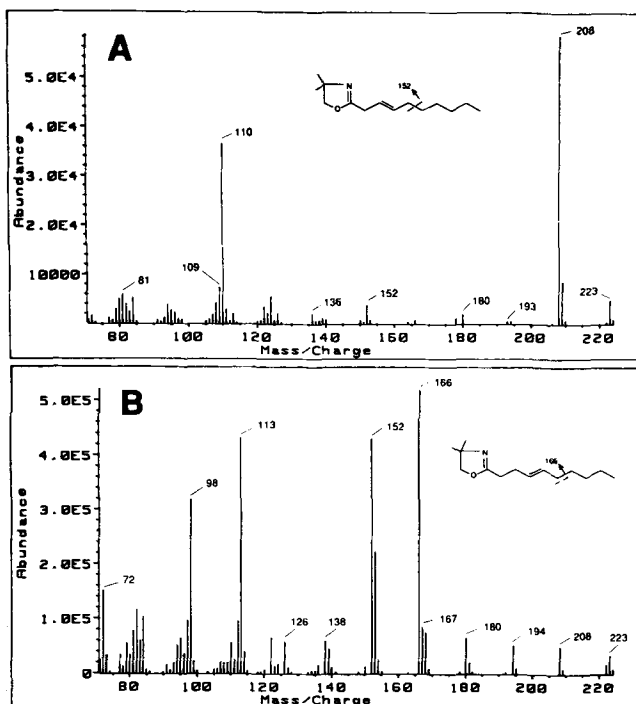 A
208
5.0E4
4.0E4
3.0E4
2.0E4
10000
Abundance
152
N
O
110
81
109
136
152
180
193
223
80
100
120
140
160
180
200
220
Mass/Charge
B
166
5.0E5
4.0E5
3.0E5
2.0E5
1.0E5
0
Abundance
113
152
98
72
126
138
167
180
194
208
223
166
N
O
80
100
120
140
160
180
200
220
Mass/Charge